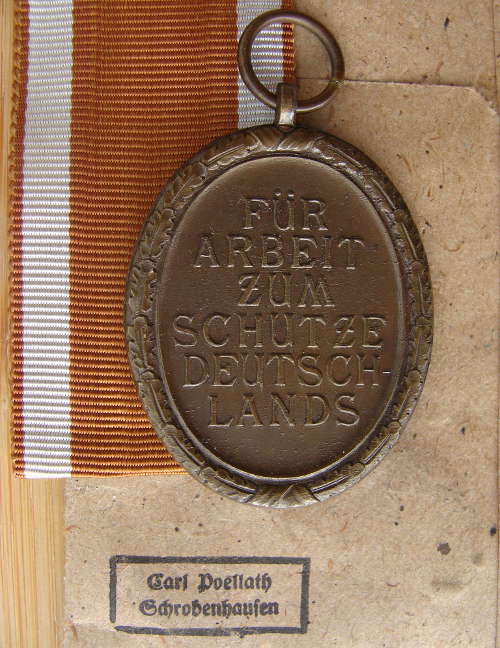 FÜR
ARBEIT
ZUM
SCHUTZE
DEUTSCH-
LANDS
Carl Poellath
Schrobenhausen